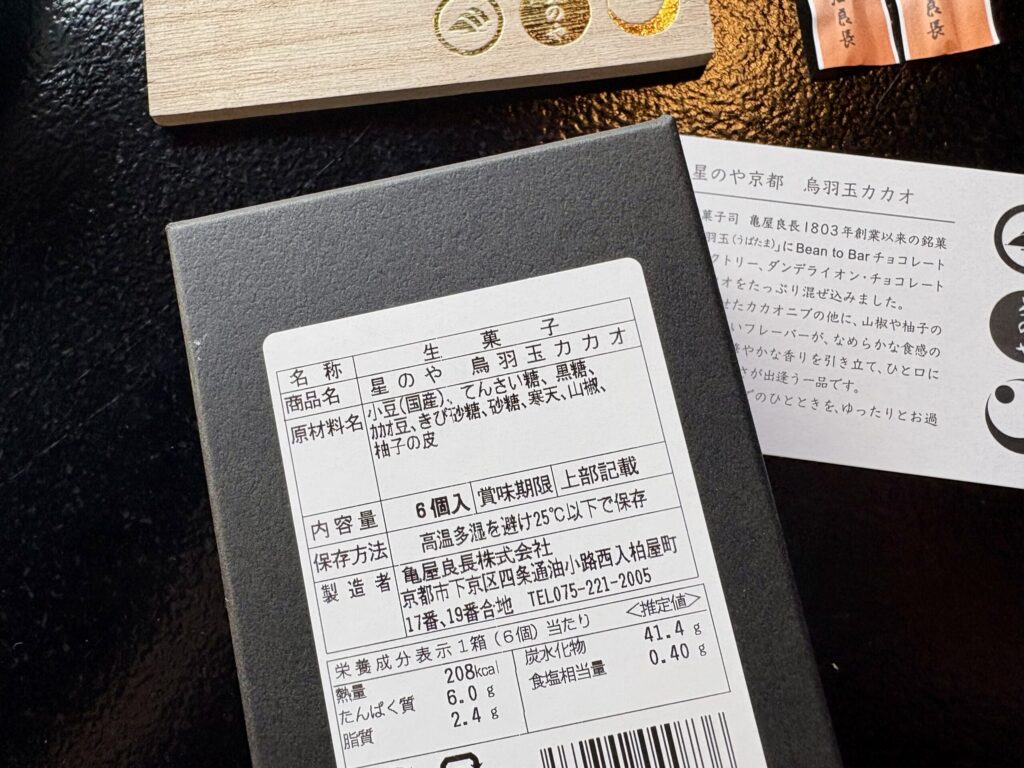 星のや京都 烏羽玉カカオ
菓子司 亀屋良長1803年創業以来の銘菓
羽玉(うばたま)」にBean to Barチョコレート
クトリー、ダンデライオン・チョコレート
オをたっぷり混ぜ込みました。
せたカカオニブの他に、山椒や柚子の
いフレーバーが、なめらかな食感の
やかな香りを引き立て、ひと口に
さが出逢う一品です。
のひとときを、ゆったりとお過
名称 生菓子
商品名 星のや 烏羽玉カカオ
原材料名 小豆(国産)、てんさい糖、黒糖、
カカオ豆、きび砂糖、砂糖、寒天、山椒、
柚子の皮
内容量 6個入 賞味期限 上部記載
保存方法 高温多湿を避け25℃以下で保存
製造者 亀屋良長株式会社
京都市下京区四条通油小路西入柏屋町
17番、19番合地 TEL075-221-2005
栄養成分表示1箱(6個)当たり <推定値>
熱量 208kcal 炭水化物 41.4 g
たんぱく質 6.0 g 食塩相当量 0.40 g
脂質 2.4 g